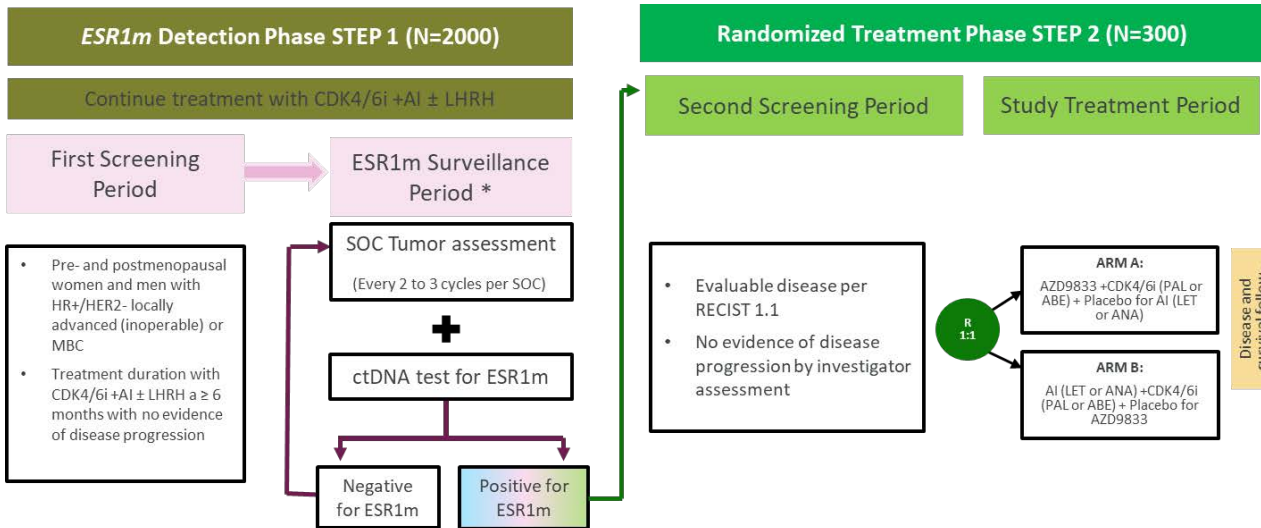 ESR1m Detection Phase STEP 1 (N=2000)
Continue treatment with CDK4/6i +AI ± LHRH
First Screening
Period
ESR1m Surveillance
Period *
• Pre- and postmenopausal
women and men with
HR+/HER2- locally
advanced (inoperable) or
MBC
• Treatment duration with
CDK4/6i +AI ± LHRH a ≥ 6
months with no evidence
of disease progression
SOC Tumor assessment
(Every 2 to 3 cycles per SOC)
+
ctDNA test for ESR1m
Negative
for ESR1m
Positive for
ESR1m
Randomized Treatment Phase STEP 2 (N=300)
Second Screening Period
Study Treatment Period
• Evaluable disease per
RECIST 1.1
• No evidence of disease
progression by investigator
assessment
R
1:1
ARM A:
AZD9833 +CDK4/6i (PAL or
ABE) + Placebo for AI (LET
or ANA)
ARM B:
AI (LET or ANA) +CDK4/6i
(PAL or ABE) + Placebo for
AZD9833
Disease and